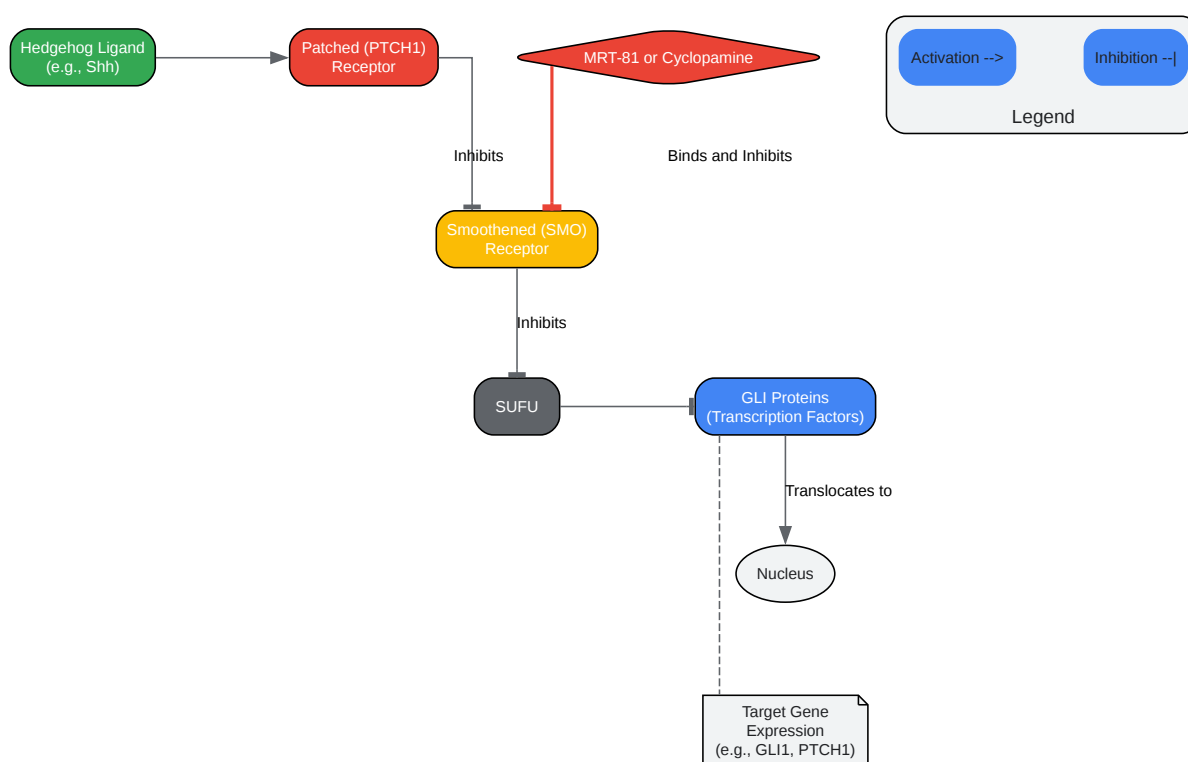 Hedgehog Ligand
(e.g., Shh)
Patched (PTCH1)
Receptor
MRT-81 or Cyclopamine
Activation -->
Inhibition --|
Legend
Inhibits
Binds and Inhibits
Smoothened (SMO)
Receptor
Inhibits
SUFU
GLI Proteins
(Transcription Factors)
Translocates to
Nucleus
Target Gene
Expression
(e.g., GLI1, PTCH1)